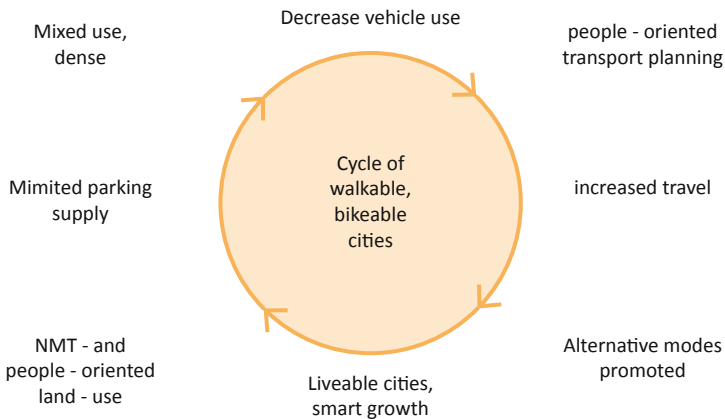 Decrease vehicle use
people - oriented
transport planning
increased travel
Alternative modes
promoted
Liveable cities,
smart growth
NMT - and
people - oriented
land - use
Mimited parking
supply
Mixed use,
dense
Cycle of
walkable,
bikeable
cities